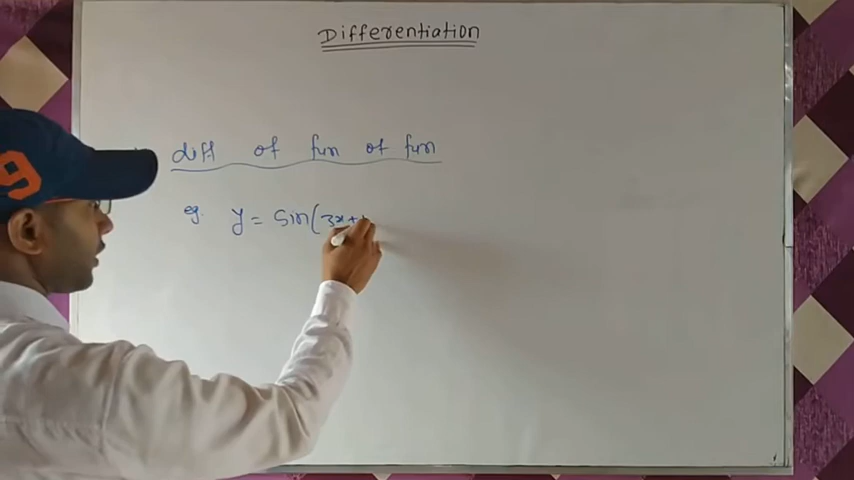 Differentiation
diff of fun of fun
eg. y = Sin(3x+